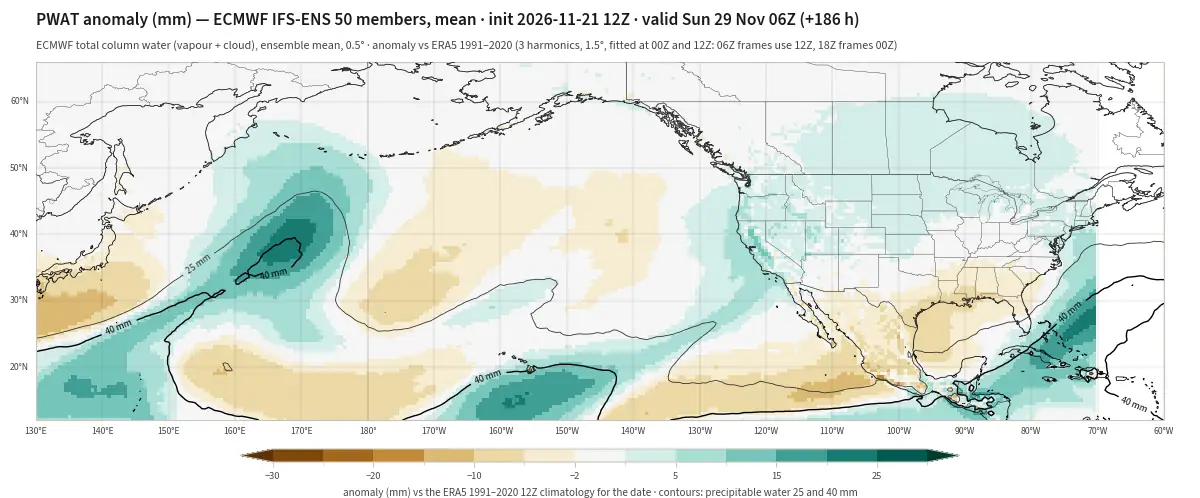 PWAT anomaly (mm) — ECMWF IFS-ENS 50 members, mean · init 2026-11-21 12Z · valid Sun 29 Nov 06Z (+186 h)
ECMWF total column water (vapour + cloud), ensemble mean, 0.5° · anomaly vs ERA5 1991–2020 (3 harmonics, 1.5°, fitted at 00Z and 12Z: 06Z frames use 12Z, 18Z frames 00Z)
60°N
50°N
40°N
30°N
20°N
25 mm
40 mm
40 mm
40 mm
40 mm
40 mm
130°E 140°E 150°E 160°E 170°E 180° 170°W 160°W 150°W 140°W 130°W 120°W 110°W 100°W 90°W 80°W 70°W 60°W
−30 −20 −10 −2 5 15 25
anomaly (mm) vs the ERA5 1991–2020 12Z climatology for the date · contours: precipitable water 25 and 40 mm